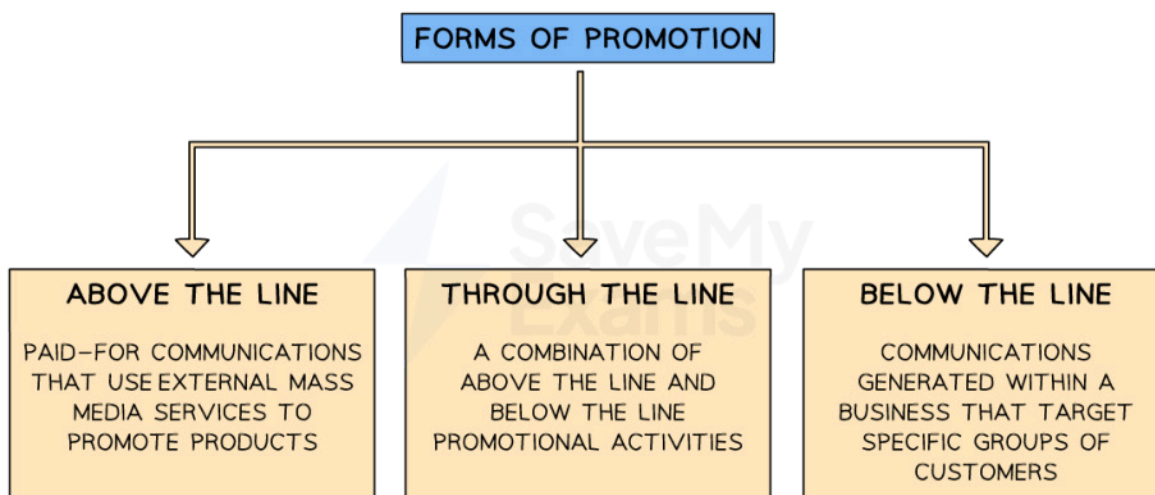 FORMS OF PROMOTION
SaveMy
Exams
ABOVE THE LINE
PAID-FOR COMMUNICATIONS
THAT USE EXTERNAL MASS
MEDIA SERVICES TO
PROMOTE PRODUCTS
THROUGH THE LINE
A COMBINATION OF
ABOVE THE LINE AND
BELOW THE LINE
PROMOTIONAL ACTIVITIES
BELOW THE LINE
COMMUNICATIONS
GENERATED WITHIN A
BUSINESS THAT TARGET
SPECIFIC GROUPS OF
CUSTOMERS